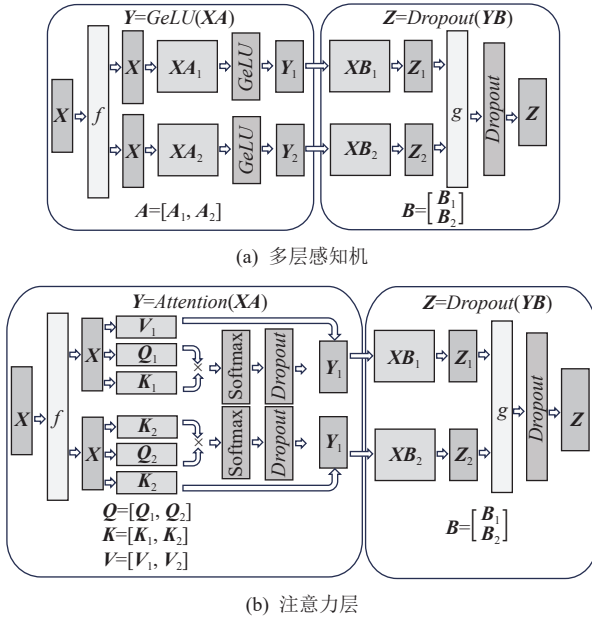 Y=GeLU(XA)
Z=Dropout(YB)
X
f
X
XA₁
GeLU
Y₁
XB₁
Z₁
X
XA₂
GeLU
Y₂
XB₂
Z₂
g
Dropout
Z
A=[A₁, A₂]
B=[B₁
B₂]
(a) 多层感知机
Y=Attention(XA)
Z=Dropout(YB)
X
f
X
V₁
Q₁
K₁
×
Softmax
Dropout
Y₁
XB₁
Z₁
X
K₂
Q₂
K₂
×
Softmax
Dropout
Y₁
XB₂
Z₂
g
Dropout
Z
Q=[Q₁, Q₂]
K=[K₁, K₂]
V=[V₁, V₂]
B=[B₁
B₂]
(b) 注意力层